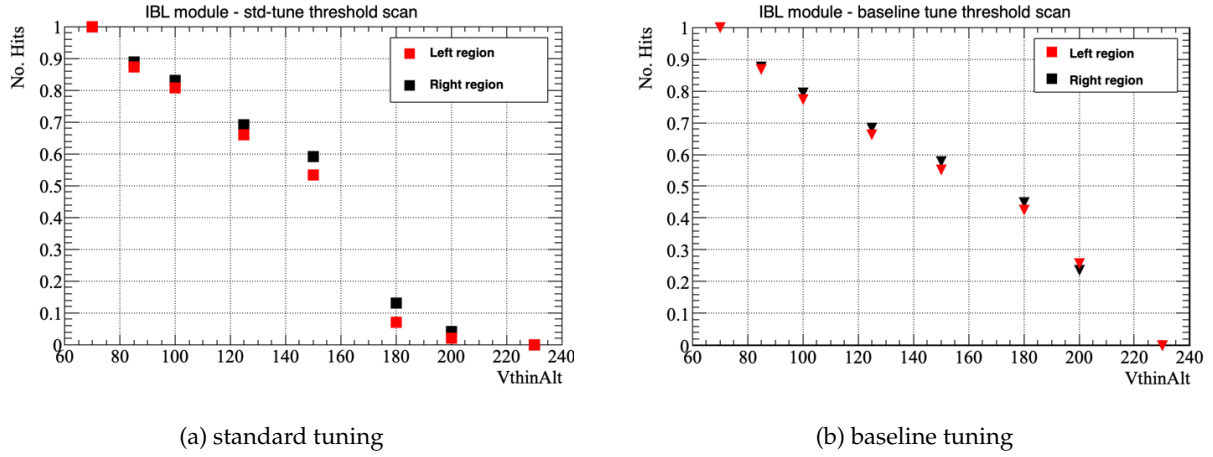 IBL module - std-tune threshold scan
No. Hits
1
0.9
0.8
0.7
0.6
0.5
0.4
0.3
0.2
0.1
0
Left region
Right region
60 80 100 120 140 160 180 200 220 240
VthinAlt
(a) standard tuning
IBL module - baseline tune threshold scan
No. Hits
1
0.9
0.8
0.7
0.6
0.5
0.4
0.3
0.2
0.1
0
Left region
Right region
60 80 100 120 140 160 180 200 220 240
VthinAlt
(b) baseline tuning